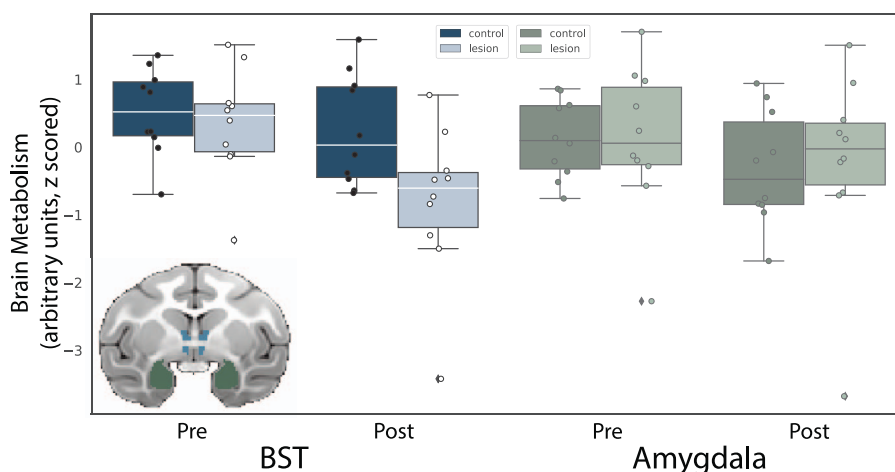 Brain Metabolism
(arbitrary units, z scored)
1
0
−1
−2
−3
control
lesion
control
lesion
Pre
Post
Pre
Post
BST
Amygdala